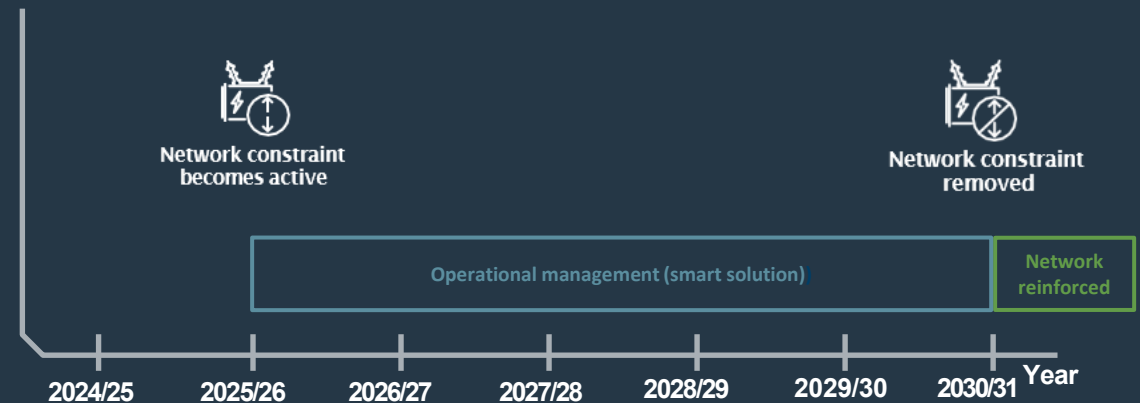 Network constraint
becomes active
Network constraint
removed
Operational management (smart solution)
Network
reinforced
2024/25
2025/26
2026/27
2027/28
2028/29
2029/30
2030/31
Year